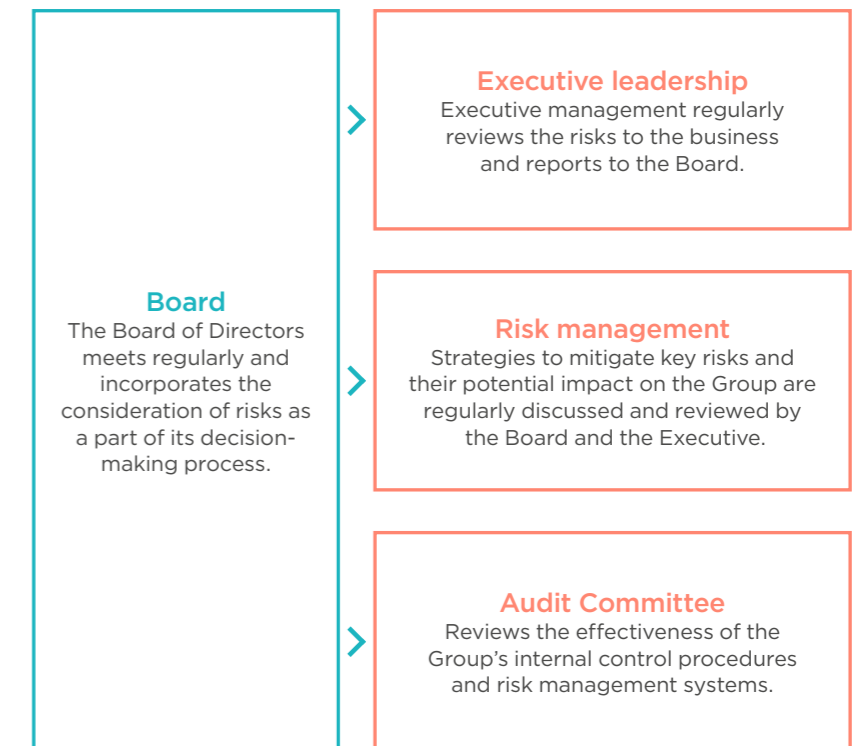 Board
The Board of Directors
meets regularly and
incorporates the
consideration of risks as
a part of its decision-
making process.
Executive leadership
Executive management regularly
reviews the risks to the business
and reports to the Board.
Risk management
Strategies to mitigate key risks and
their potential impact on the Group are
regularly discussed and reviewed by
the Board and the Executive.
Audit Committee
Reviews the effectiveness of the
Group’s internal control procedures
and risk management systems.